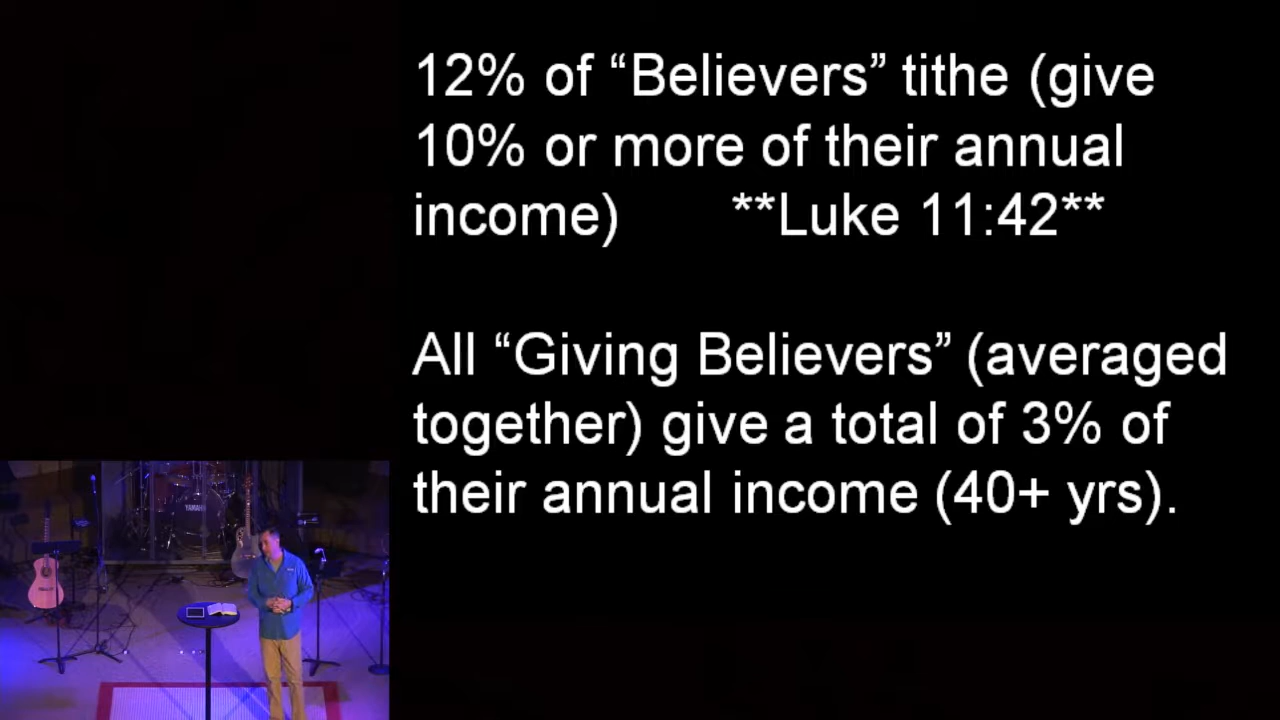 12% of “Believers” tithe (give
10% or more of their annual
income) **Luke 11:42**
All “Giving Believers” (averaged
together) give a total of 3% of
their annual income (40+ yrs).
YAMAHA